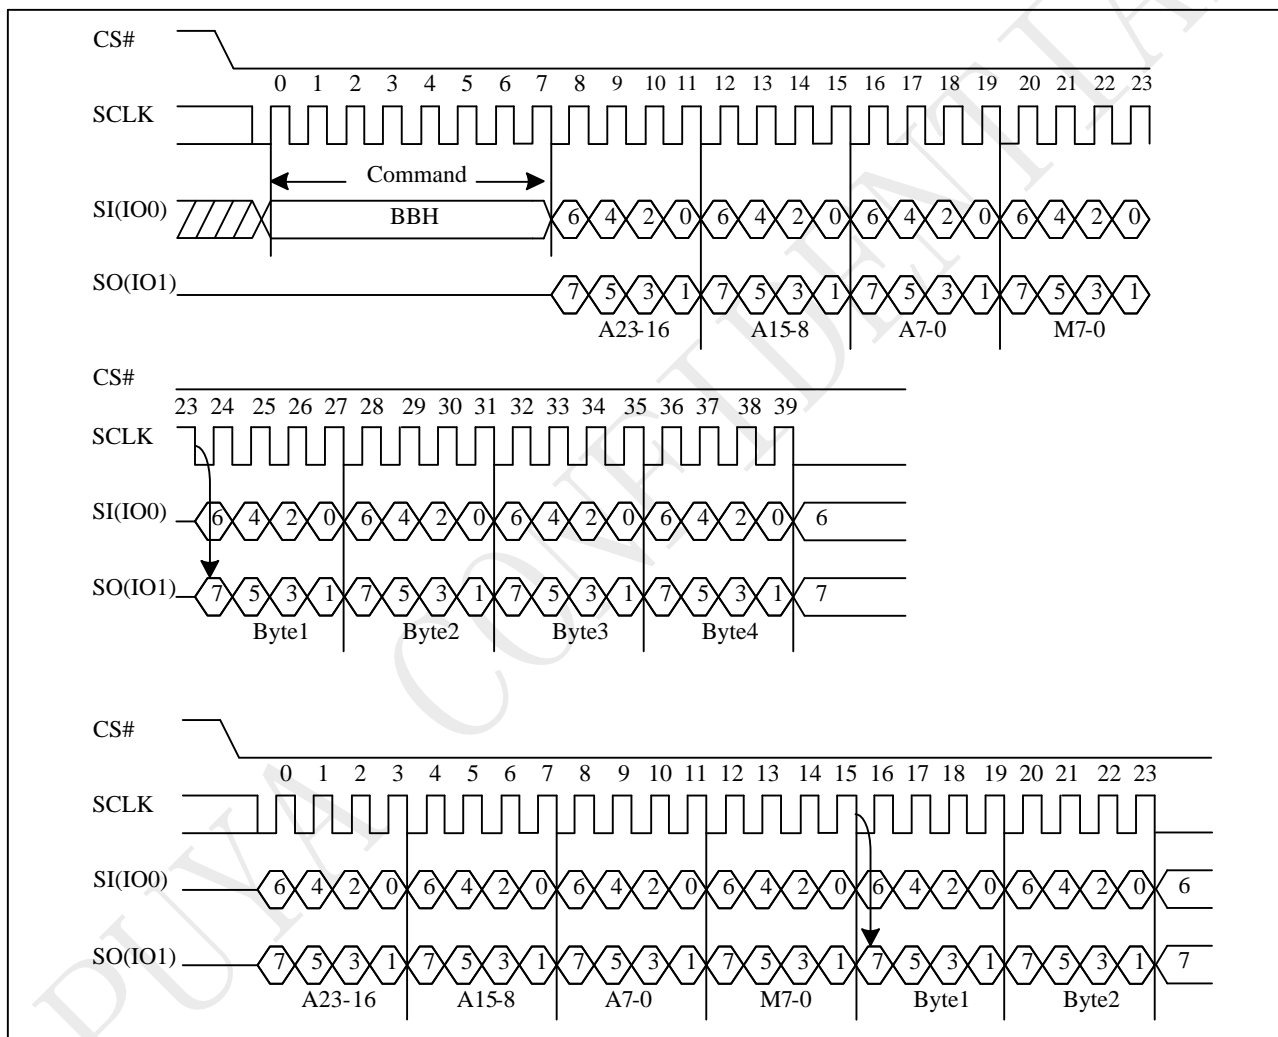 CS#
0 1 2 3 4 5 6 7 8 9 10 11 12 13 14 15 16 17 18 19 20 21 22 23
SCLK
Command
SI(IO0) BBH 6 4 2 0 6 4 2 0 6 4 2 0 6 4 2 0
SO(IO1) 7 5 3 1 7 5 3 1 7 5 3 1 7 5 3 1
A23-16 A15-8 A7-0 M7-0
CS#
23 24 25 26 27 28 29 30 31 32 33 34 35 36 37 38 39
SCLK
SI(IO0) 6 4 2 0 6 4 2 0 6 4 2 0 6 4 2 0 6
SO(IO1) 7 5 3 1 7 5 3 1 7 5 3 1 7 5 3 1 7
Byte1 Byte2 Byte3 Byte4
CS#
0 1 2 3 4 5 6 7 8 9 10 11 12 13 14 15 16 17 18 19 20 21 22 23
SCLK
SI(IO0) 6 4 2 0 6 4 2 0 6 4 2 0 6 4 2 0 6 4 2 0 6 4 2 0 6
SO(IO1) 7 5 3 1 7 5 3 1 7 5 3 1 7 5 3 1 7 5 3 1 7 5 3 1 7
A23-16 A15-8 A7-0 M7-0 Byte1 Byte2
PUYA CONFIDENTIA